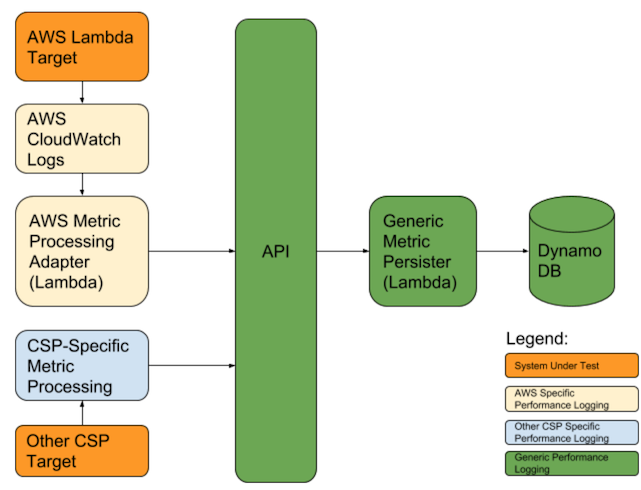 AWS Lambda
Target
AWS
CloudWatch
Logs
AWS Metric
Processing
Adapter
(Lambda)
CSP-Specific
Metric
Processing
Other CSP
Target
API
Generic
Metric
Persister
(Lambda)
Dynamo
DB
Legend:
System Under Test
AWS Specific
Performance Logging
Other CSP Specific
Performance Logging
Generic Performance
Logging